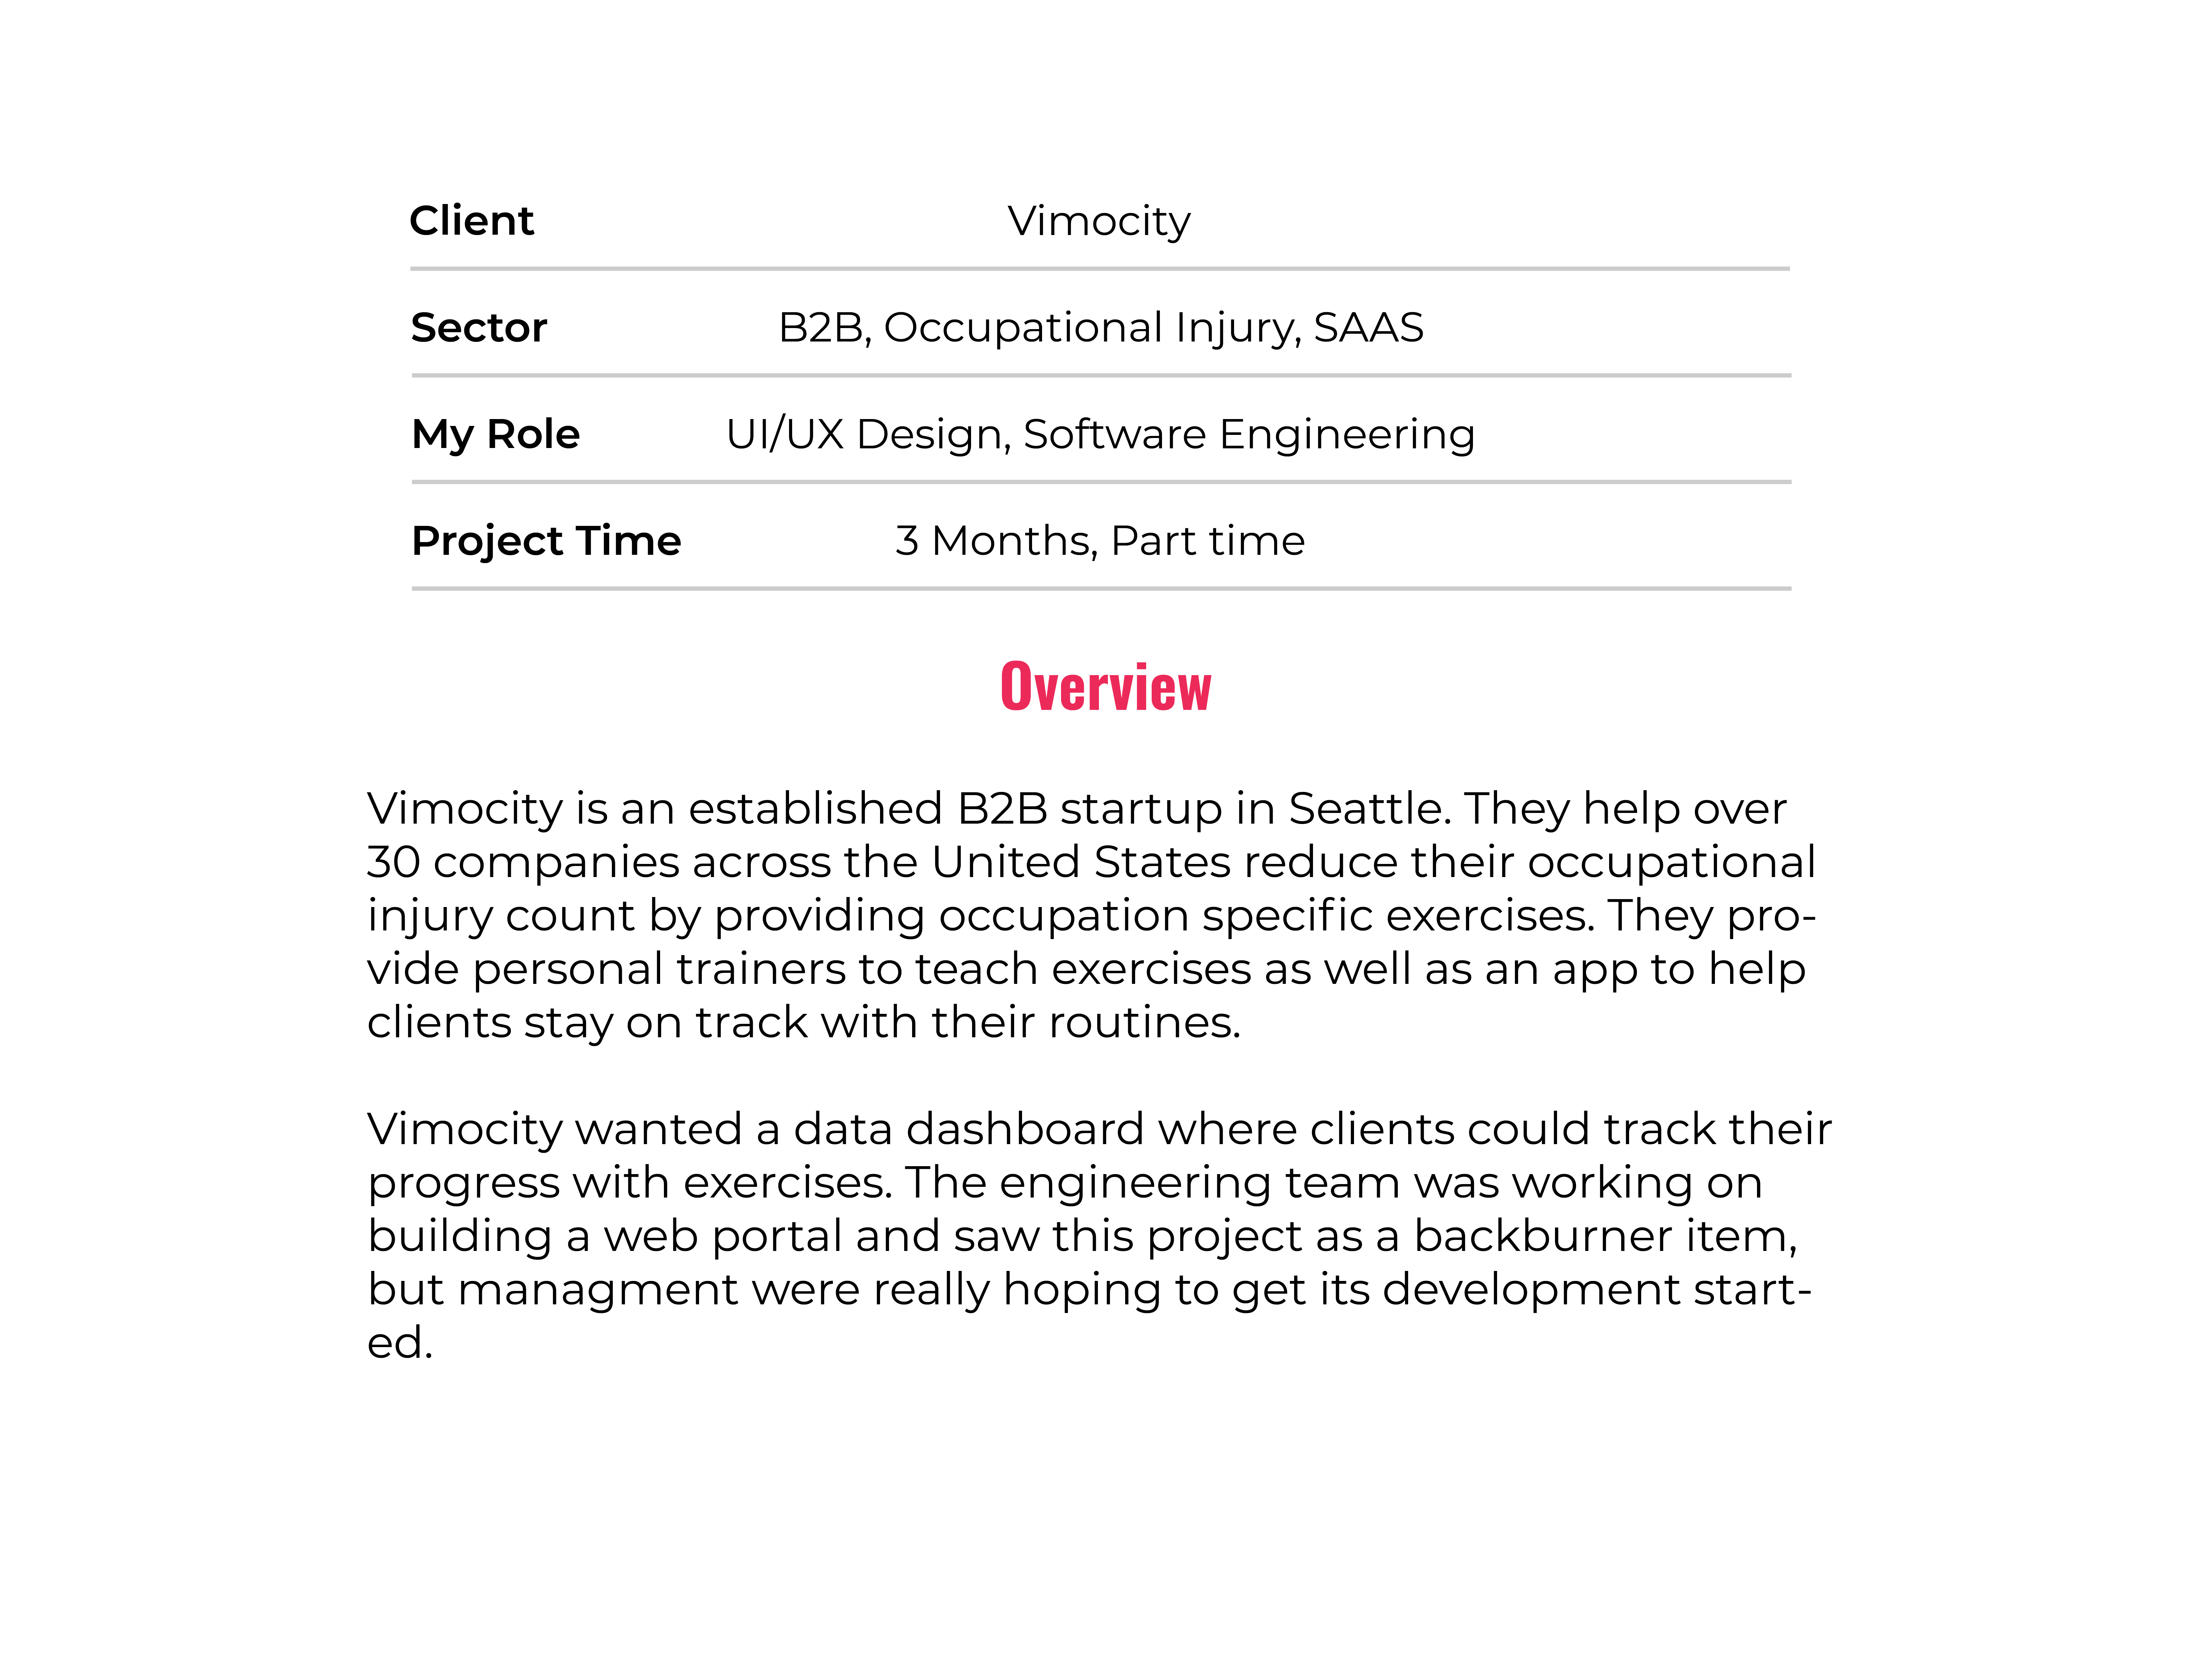 Client Vimocity
Sector B2B, Occupational Injury, SAAS
My Role UI/UX Design, Software Engineering
Project Time 3 Months, Part time
Overview
Vimocity is an established B2B startup in Seattle. They help over
30 companies across the United States reduce their occupational
injury count by providing occupation specific exercises. They pro-
vide personal trainers to teach exercises as well as an app to help
clients stay on track with their routines.
Vimocity wanted a data dashboard where clients could track their
progress with exercises. The engineering team was working on
building a web portal and saw this project as a backburner item,
but managment were really hoping to get its development start-
ed.